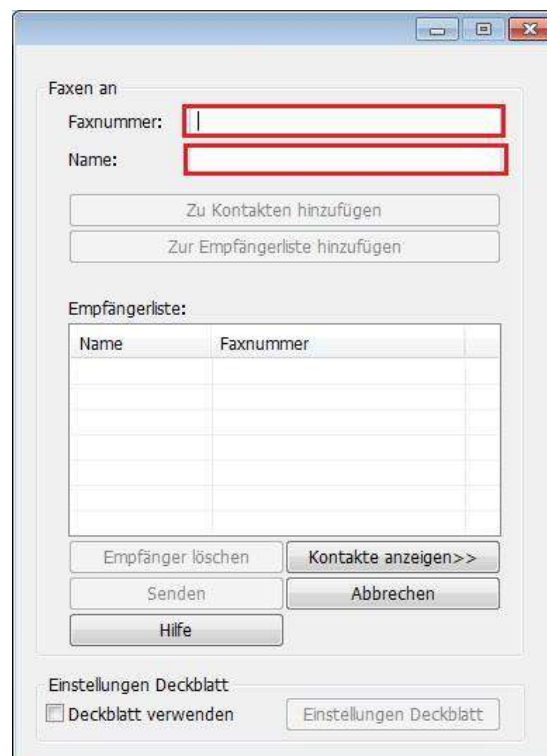 Faxen an
Faxnummer:
Name:
Zu Kontakten hinzufügen
Zur Empfängerliste hinzufügen
Empfängerliste:
Name Faxnummer
Empfänger löschen Kontakte anzeigen>>
Senden Abbrechen
Hilfe
Einstellungen Deckblatt
Deckblatt verwenden Einstellungen Deckblatt